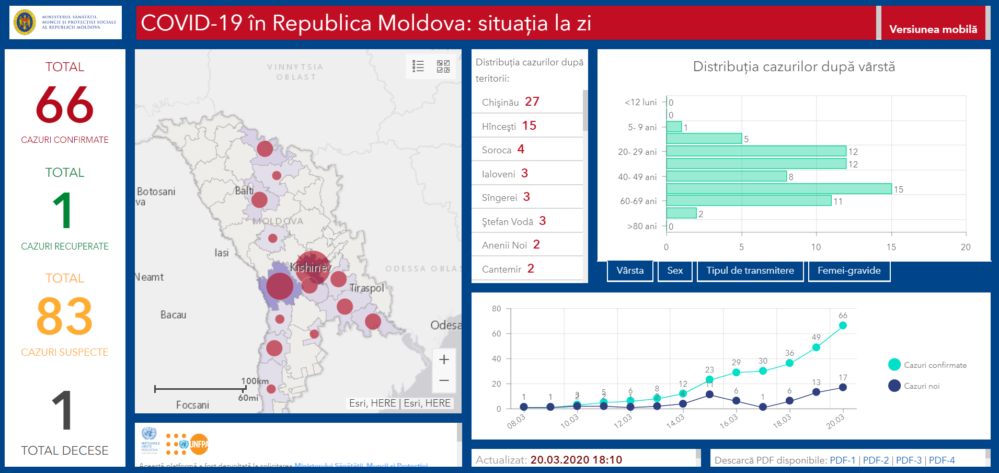 MINISTERUL SĂNĂTĂȚII,
MUNCII ȘI PROTECȚIEI SOCIALE
AL REPUBLICII MOLDOVA
COVID-19 în Republica Moldova: situația la zi
Versiunea mobilă
TOTAL
66
CAZURI CONFIRMATE
TOTAL
1
CAZURI RECUPERATE
TOTAL
83
CAZURI SUSPECTE
1
TOTAL DECESE
VINNYTSIA
OBLAST
Botosani
va
Bălți
MOLDOVA
Iasi
Kishinev
ODESSA OBLAS
Neamt
Tiraspol
Bacau
Odesa
100km
60mi
Focsani
+
−
Esri, HERE | Esri, HERE
NAȚIUNILE
UNITE
MOLDOVA
UNFPA
Această platformă a fost dezvoltată la solicitarea Ministerului Sănătății, Muncii și Protecției
Distribuția cazurilor după
teritorii:
Chişinău 27
Hînceşti 15
Soroca 4
Ialoveni 3
Sîngerei 3
Ştefan Vodă 3
Anenii Noi 2
Cantemir 2
Distribuția cazurilor după vârstă
<12 luni 0
0
5- 9 ani 1
5
20- 29 ani 12
12
40- 49 ani 8
15
60-69 ani 11
2
>80 ani 0
0 5 10 15 20
Vârsta Sex Tipul de transmitere Femei-gravide
80
60
40
20
0
1 1 3 5 6 8 12 23 29 30 36 49 66
2 2 1 2 4 11 6 1 6 13 17
08.03 10.03 12.03 14.03 16.03 18.03 20.03
Cazuri confirmate
Cazuri noi
Actualizat: 20.03.2020 18:10
Descarcă PDF disponibile: PDF-1 | PDF-2 | PDF-3 | PDF-4